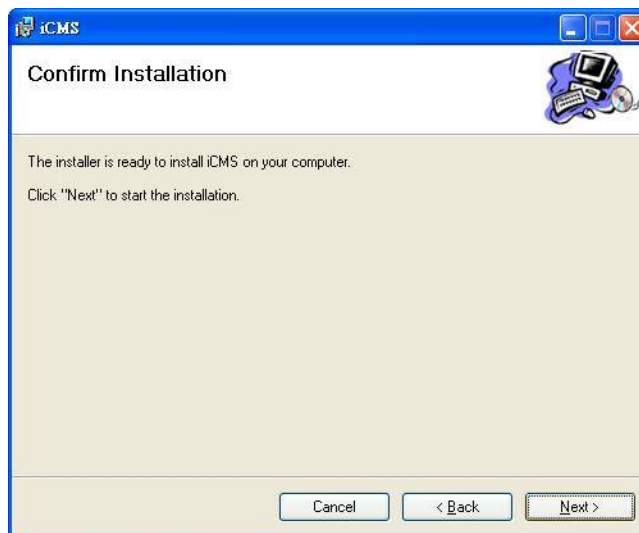 iCMS
Confirm Installation
The installer is ready to install iCMS on your computer.
Click "Next" to start the installation.
Cancel
< Back
Next >